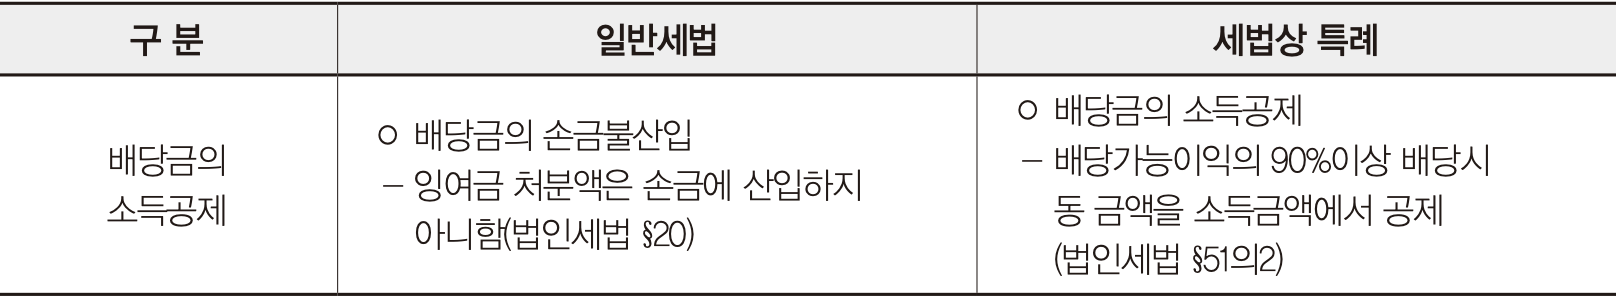 구 분 일반세법 세법상 특례
배당금의
소득공제
○ 배당금의 손금불산입
– 잉여금 처분액은 손금에 산입하지
아니함(법인세법 §20)
○ 배당금의 소득공제
– 배당가능이익의 90%이상 배당시
동 금액을 소득금액에서 공제
(법인세법 §51의2)